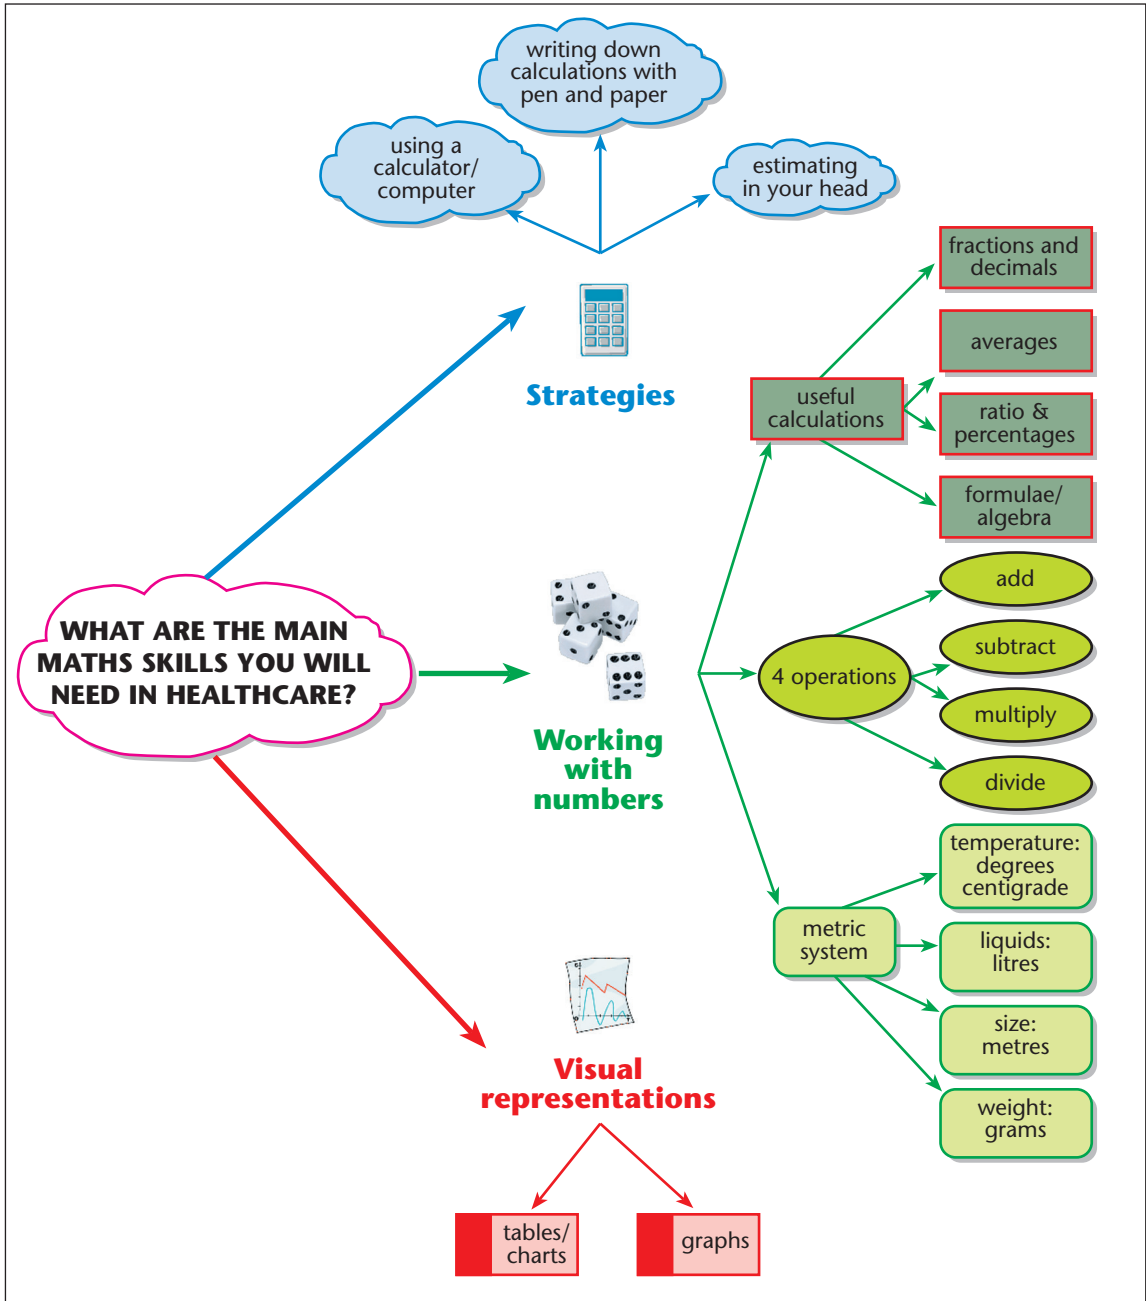 writing down
calculations with
pen and paper
using a
calculator/
computer
estimating
in your head
Strategies
fractions and
decimals
averages
useful
calculations
ratio &
percentages
formulae/
algebra
WHAT ARE THE MAIN
MATHS SKILLS YOU WILL
NEED IN HEALTHCARE?
Working
with
numbers
add
4 operations
subtract
multiply
divide
metric
system
temperature:
degrees
centigrade
liquids:
litres
size:
metres
weight:
grams
Visual
representations
tables/
charts
graphs